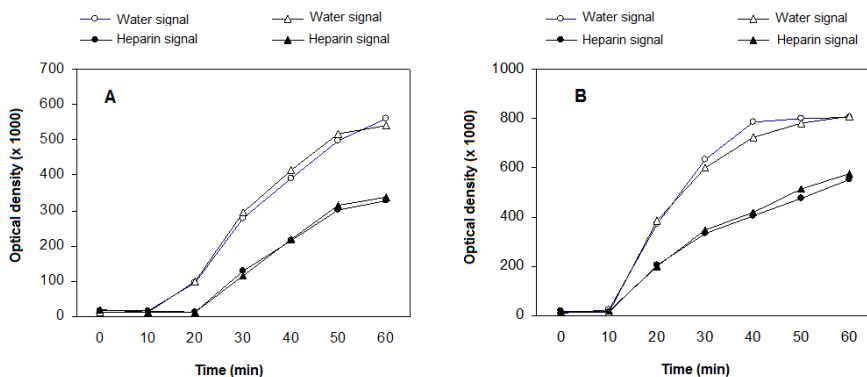 Water signal Water signal
Heparin signal Heparin signal
A
Optical density (x 1000)
700
600
500
400
300
200
100
0
0 10 20 30 40 50 60
Time (min)
Water signal Water signal
Heparin signal Heparin signal
B
Optical density (x 1000)
1000
800
600
400
200
0
0 10 20 30 40 50 60
Time (min)